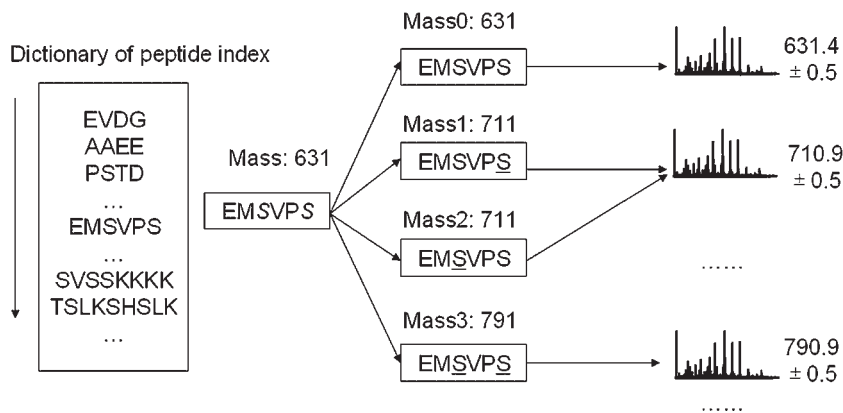 Dictionary of peptide index
EVDG
AAEE
PSTD
...
EMSVPS
...
SVSSKKKK
TSLKSHSLK
...
Mass: 631
EMSVPS
Mass0: 631
EMSVPS
Mass1: 711
EMSVPS
Mass2: 711
EMSVPS
Mass3: 791
EMSVPS
631.4
± 0.5
710.9
± 0.5
......
790.9
± 0.5
......